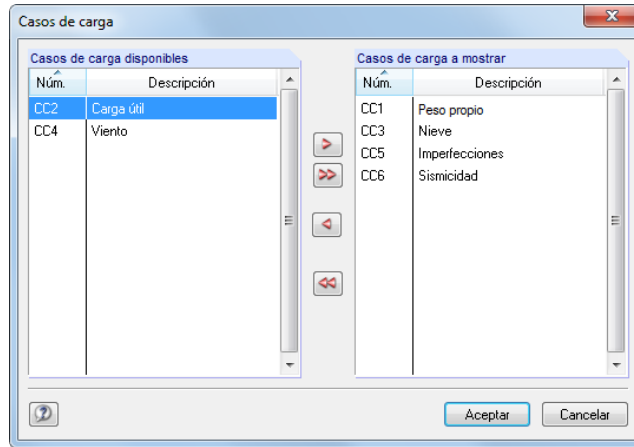 Casos de carga
Casos de carga disponibles
Núm. Descripción
CC2 Carga útil
CC4 Viento
Casos de carga a mostrar
Núm. Descripción
CC1 Peso propio
CC3 Nieve
CC5 Imperfecciones
CC6 Sismicidad
Aceptar Cancelar